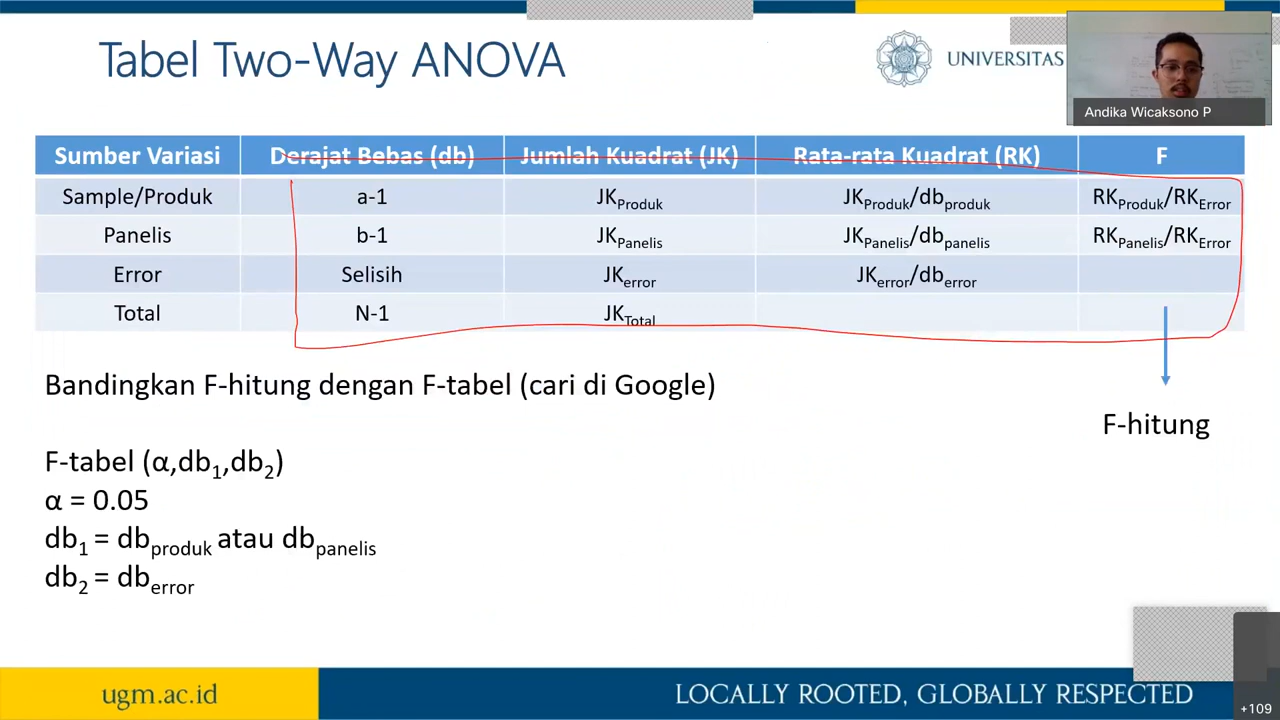 Tabel Two-Way ANOVA
UNIVERSITAS
Andika Wicaksono P
Sumber Variasi Derajat Bebas (db) Jumlah Kuadrat (JK) Rata-rata Kuadrat (RK) F
Sample/Produk a-1 JKProduk JKProduk/dbproduk RKProduk/RKError
Panelis b-1 JKPanelis JKPanelis/dbpanelis RKPanelis/RKError
Error Selisih JKerror JKerror/dberror
Total N-1 JKTotal
Bandingkan F-hitung dengan F-tabel (cari di Google)
F-hitung
F-tabel (α,db1,db2)
α = 0.05
db1 = dbproduk atau dbpanelis
db2 = dberror
ugm.ac.id
LOCALLY ROOTED, GLOBALLY RESPECTED
+109